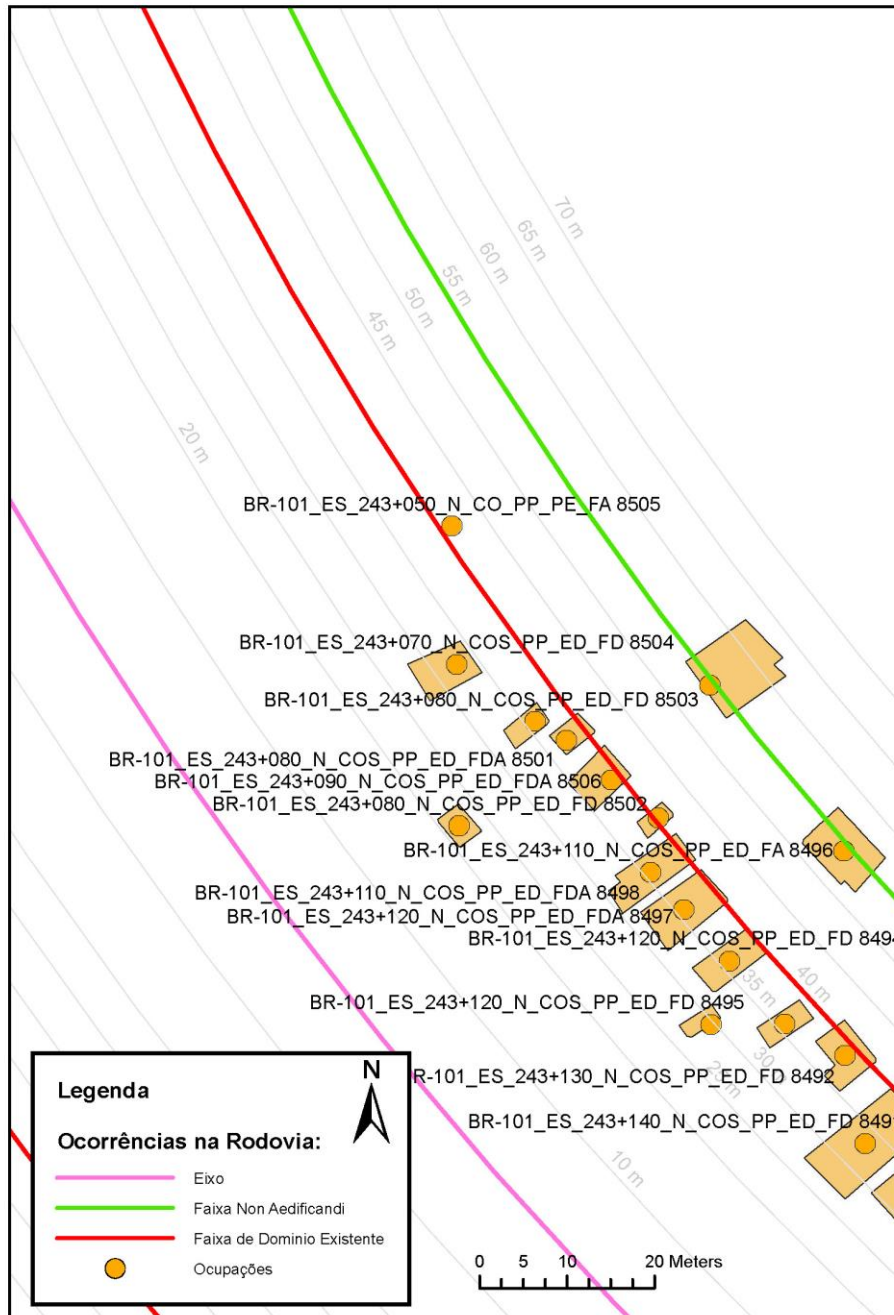 70 m
65 m
60 m
55 m
50 m
45 m
20 m
BR-101_ES_243+050_N_CO_PP_PE_FA 8505
BR-101_ES_243+070_N_COS_PP_ED_FD 8504
BR-101_ES_243+080_N_COS_PP_ED_FD 8503
BR-101_ES_243+080_N_COS_PP_ED_FDA 8501
BR-101_ES_243+090_N_COS_PP_ED_FDA 8506
BR-101_ES_243+080_N_COS_PP_ED_FD 8502
BR-101_ES_243+110_N_COS_PP_ED_FA 8496
BR-101_ES_243+110_N_COS_PP_ED_FDA 8498
BR-101_ES_243+120_N_COS_PP_ED_FDA 8497
BR-101_ES_243+120_N_COS_PP_ED_FD 8494
40 m
35 m
BR-101_ES_243+120_N_COS_PP_ED_FD 8495
30 m
25 m
R-101_ES_243+130_N_COS_PP_ED_FD 8492
BR-101_ES_243+140_N_COS_PP_ED_FD 849
10 m
N
Legenda
Ocorrências na Rodovia:
Eixo
Faixa Non Aedificandi
Faixa de Dominio Existente
Ocupações
0 5 10 20 Meters